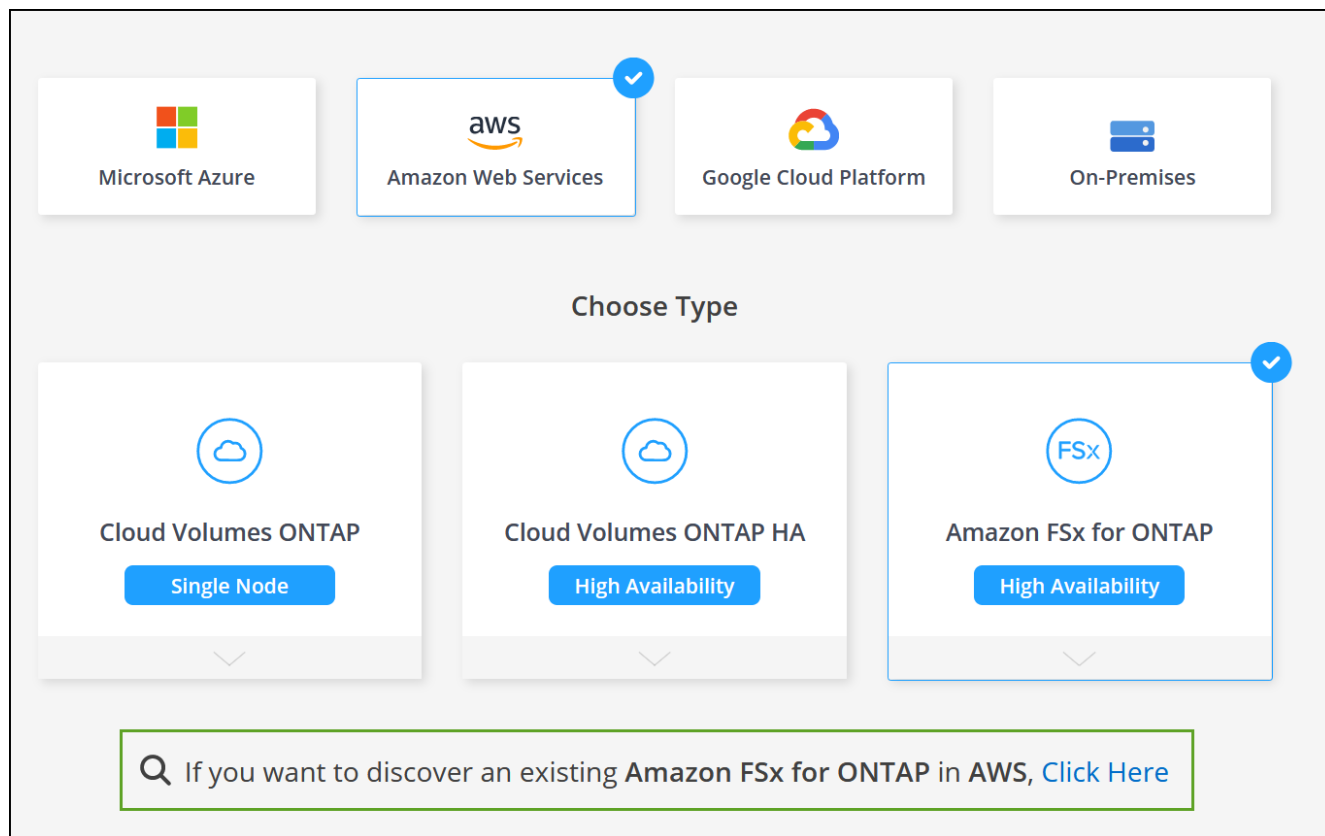 aws
Microsoft Azure
Amazon Web Services
Google Cloud Platform
On-Premises
Choose Type
FSx
Cloud Volumes ONTAP
Cloud Volumes ONTAP HA
Amazon FSx for ONTAP
Single Node
High Availability
High Availability
If you want to discover an existing Amazon FSx for ONTAP in AWS, Click Here